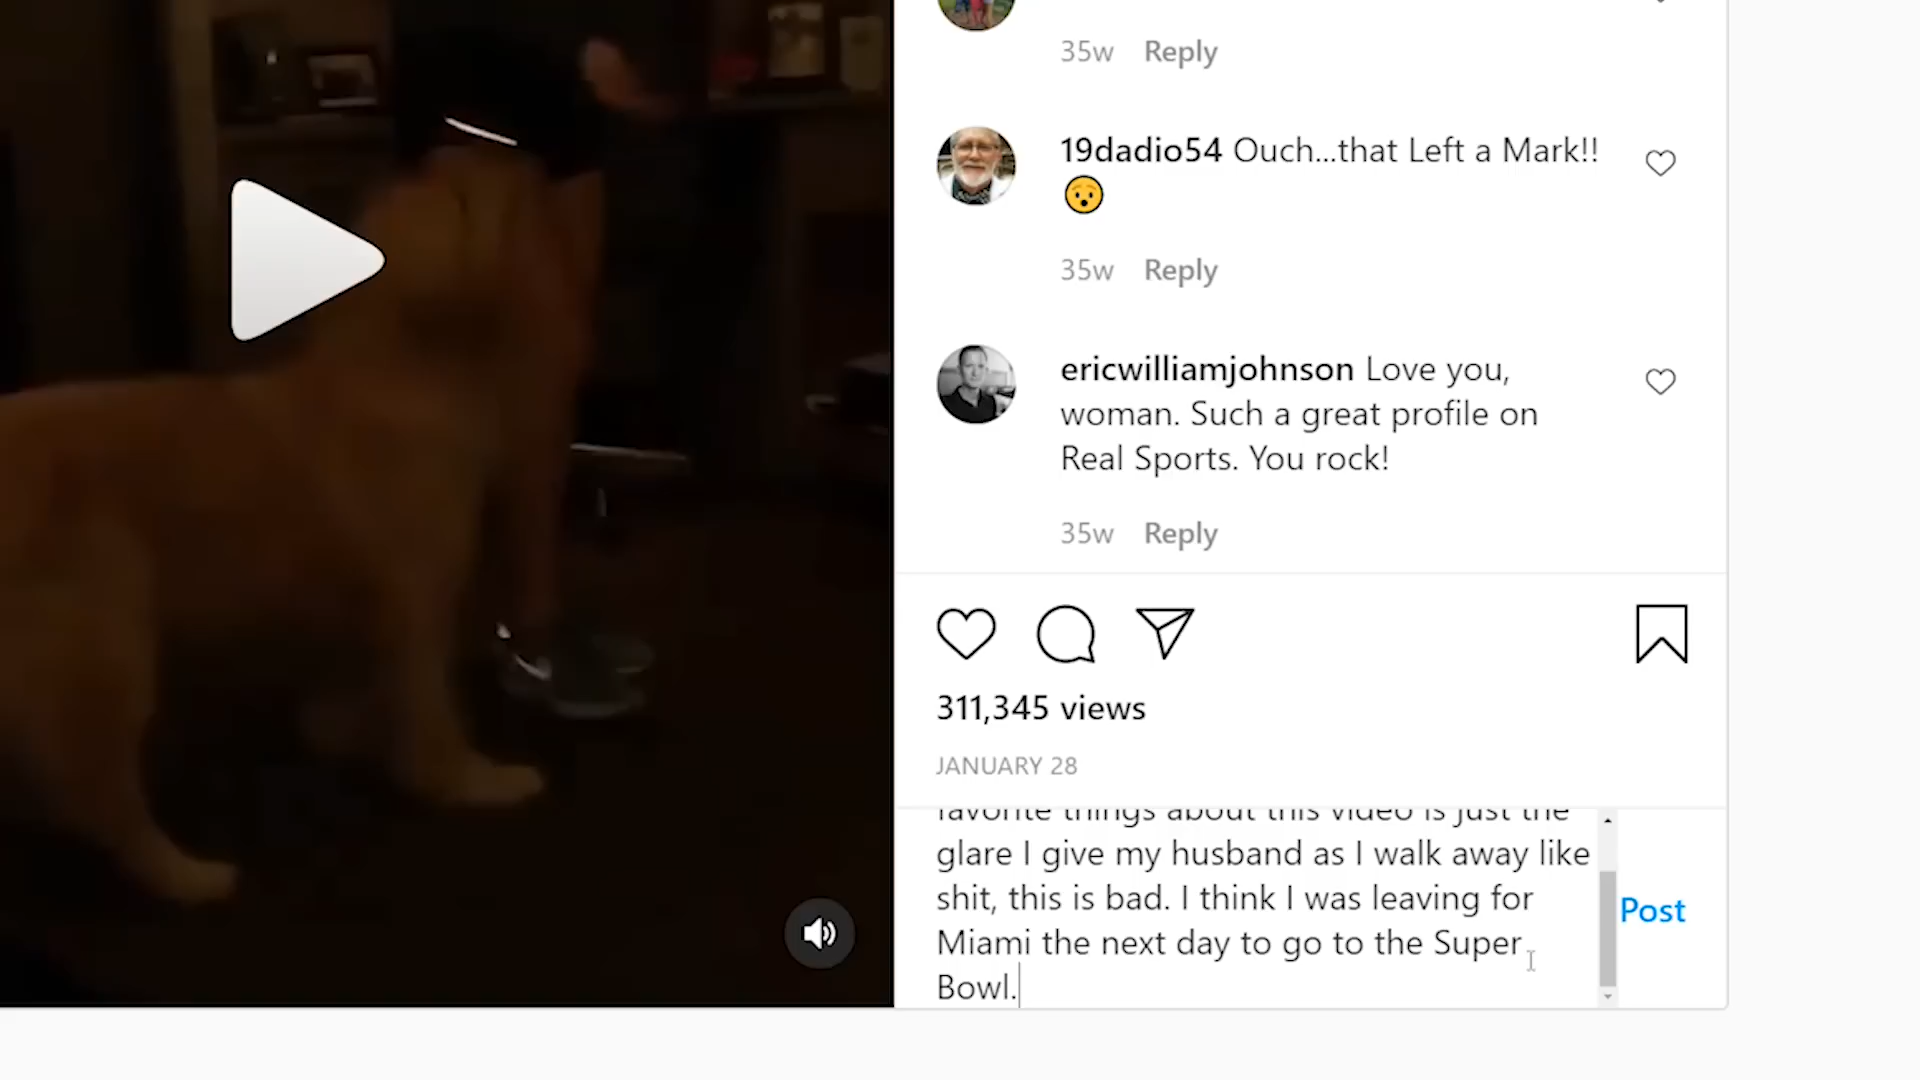 35w Reply
19dadio54 Ouch...that Left a Mark!!
35w Reply
ericwilliamjohnson Love you,
woman. Such a great profile on
Real Sports. You rock!
35w Reply
311,345 views
JANUARY 28
favorite things about this video is just the
glare I give my husband as I walk away like
shit, this is bad. I think I was leaving for
Miami the next day to go to the Super
Bowl.
Post